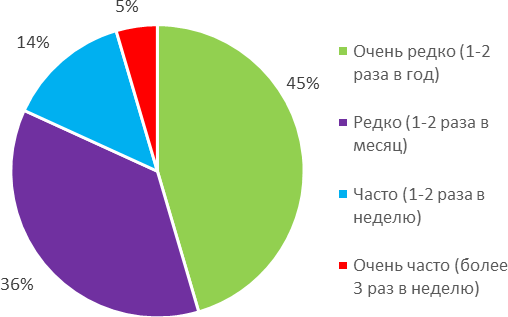 5%
14%
45%
36%
Очень редко (1-2
раза в год)
Редко (1-2 раза в
месяц)
Часто (1-2 раза в
неделю)
Очень часто (более
3 раз в неделю)